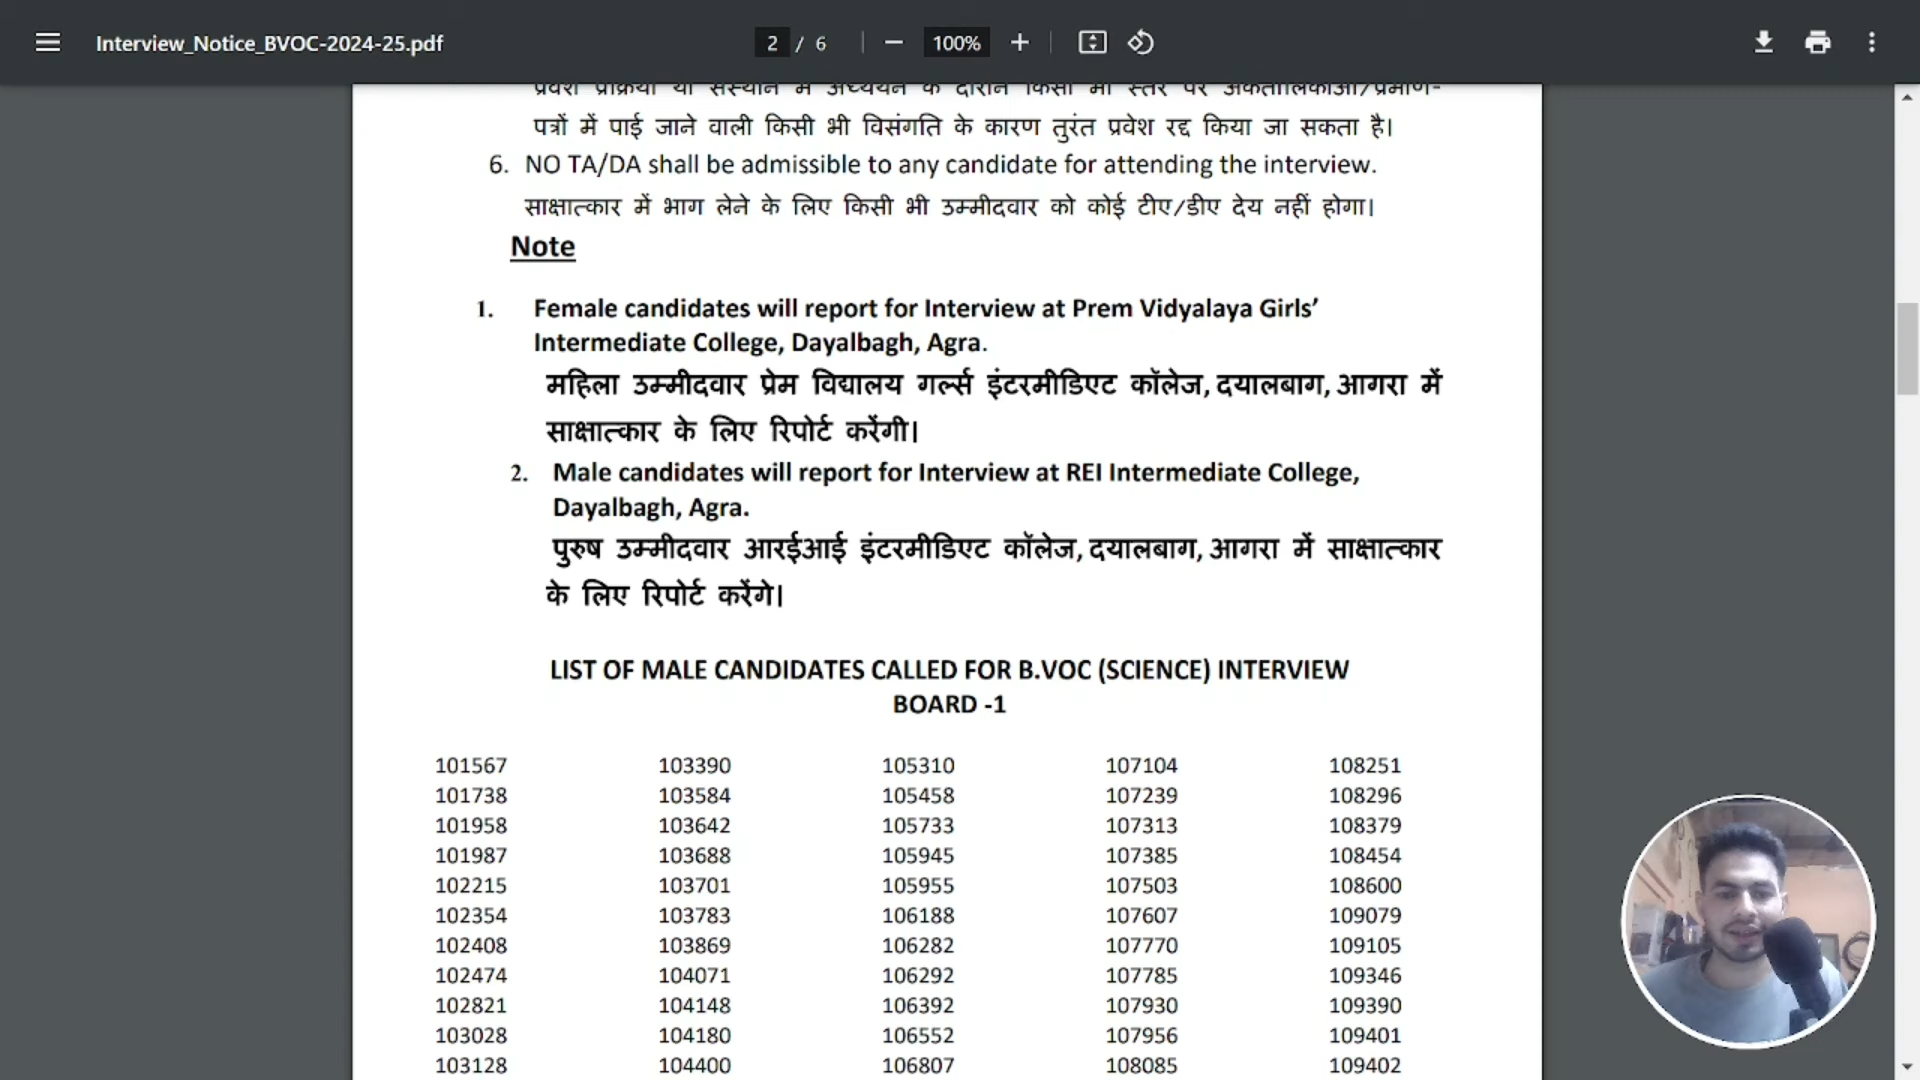 Interview_Notice_BVOC-2024-25.pdf
2 / 6
100%
पत्रों में पाई जाने वाली किसी भी विसंगति के कारण तुरंत प्रवेश रद्द किया जा सकता है।
6. NO TA/DA shall be admissible to any candidate for attending the interview.
साक्षात्कार में भाग लेने के लिए किसी भी उम्मीदवार को कोई टीए/डीए देय नहीं होगा।
Note
1. Female candidates will report for Interview at Prem Vidyalaya Girls’
Intermediate College, Dayalbagh, Agra.
महिला उम्मीदवार प्रेम विद्यालय गर्ल्स इंटरमीडिएट कॉलेज, दयालबाग, आगरा में
साक्षात्कार के लिए रिपोर्ट करेंगी।
2. Male candidates will report for Interview at REI Intermediate College,
Dayalbagh, Agra.
पुरुष उम्मीदवार आरईआई इंटरमीडिएट कॉलेज, दयालबाग, आगरा में साक्षात्कार
के लिए रिपोर्ट करेंगे।
LIST OF MALE CANDIDATES CALLED FOR B.VOC (SCIENCE) INTERVIEW
BOARD -1
101567 103390 105310 107104 108251
101738 103584 105458 107239 108296
101958 103642 105733 107313 108379
101987 103688 105945 107385 108454
102215 103701 105955 107503 108600
102354 103783 106188 107607 109079
102408 103869 106282 107770 109105
102474 104071 106292 107785 109346
102821 104148 106392 107930 109390
103028 104180 106552 107956 109401
103128 104400 106807 108085 109402